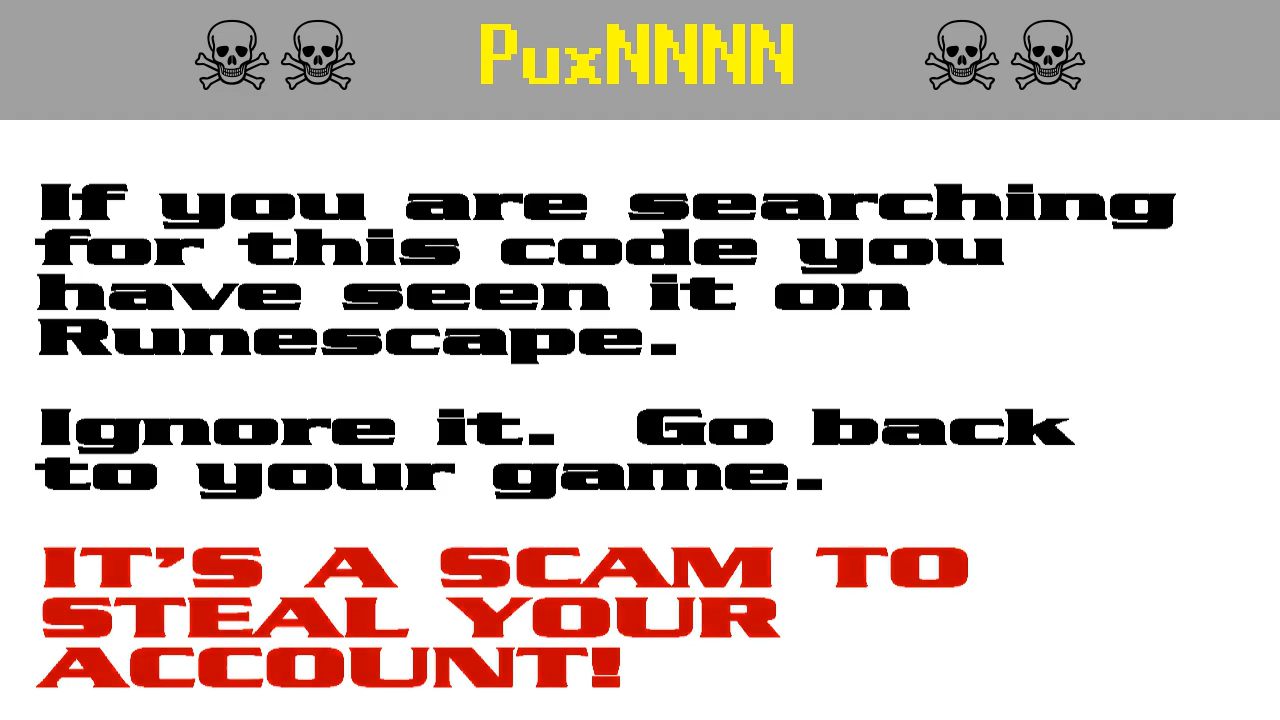 PuxNNNN
If you are searching
for this code you
have seen it on
Runescape.
Ignore it. Go back
to your game.
IT'S A SCAM TO
STEAL YOUR
ACCOUNT!